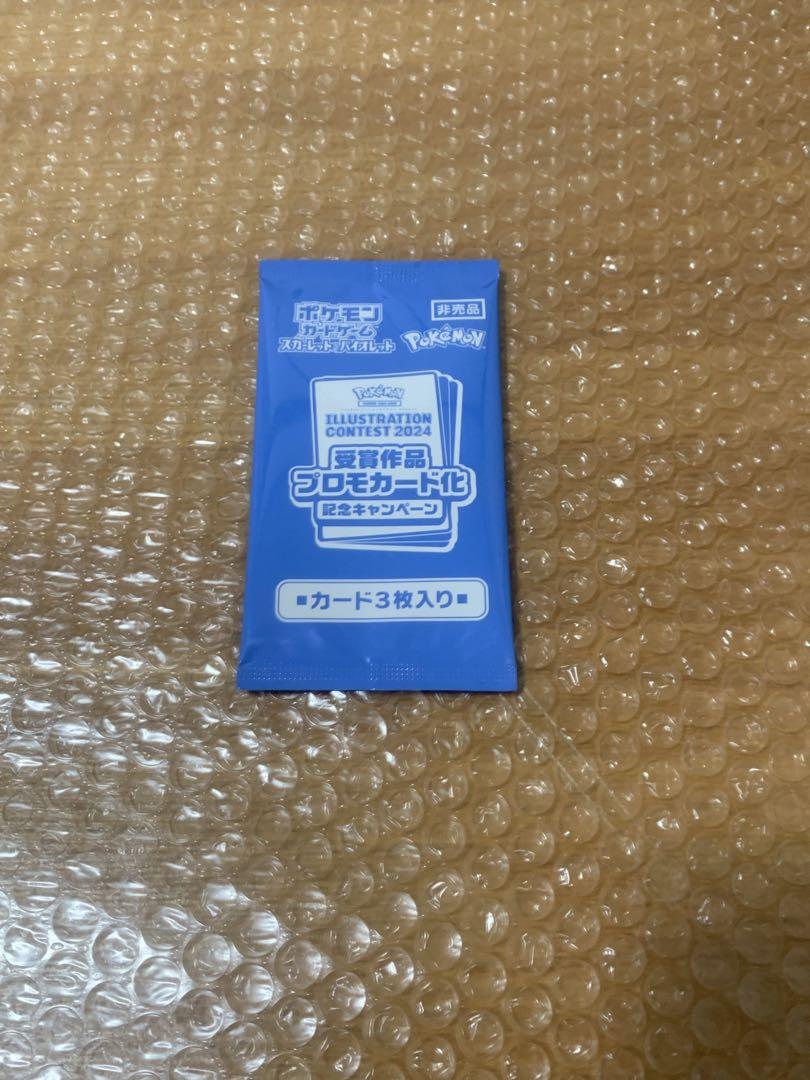 ポケモン
カードゲーム
スカーレット バイオレット
非売品
POKéMON
POKéMON
ILLUSTRATION
CONTEST 2024
受賞作品
プロモカード化
記念キャンペーン
■カード3枚入り■